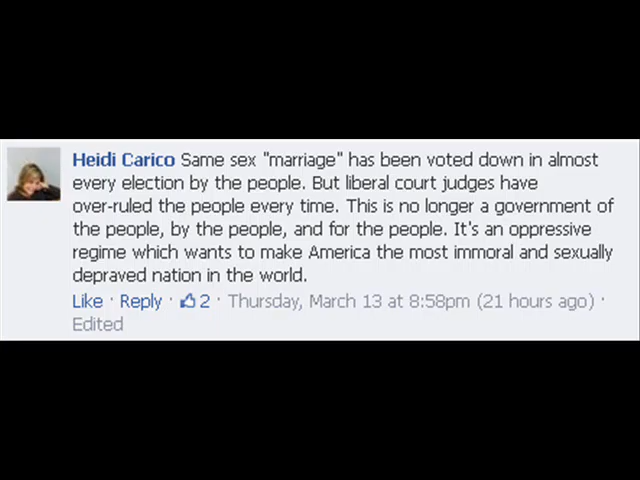 Heidi Carico Same sex "marriage" has been voted down in almost
every election by the people. But liberal court judges have
over-ruled the people every time. This is no longer a government of
the people, by the people, and for the people. It's an oppressive
regime which wants to make America the most immoral and sexually
depraved nation in the world.
Like · Reply · 2 · Thursday, March 13 at 8:58pm (21 hours ago) ·
Edited